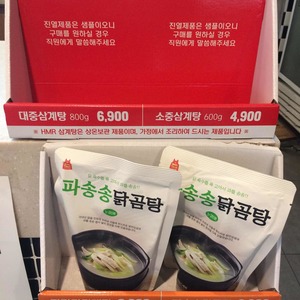 진열제품은 샘플이오니
구매를 원하실 경우
직원에게 말씀해주세요
진열제품은 샘플이오니
구매를 원하실 경우
직원에게 말씀해주세요
대중삼계탕 800g 6,900
소중삼계탕 600g 4,900
※ HMR 삼계탕은 상온보관 제품이며, 가정에서 조리하여 드시는 제품입니다 ※
파송송닭곰탕
파송송닭곰탕